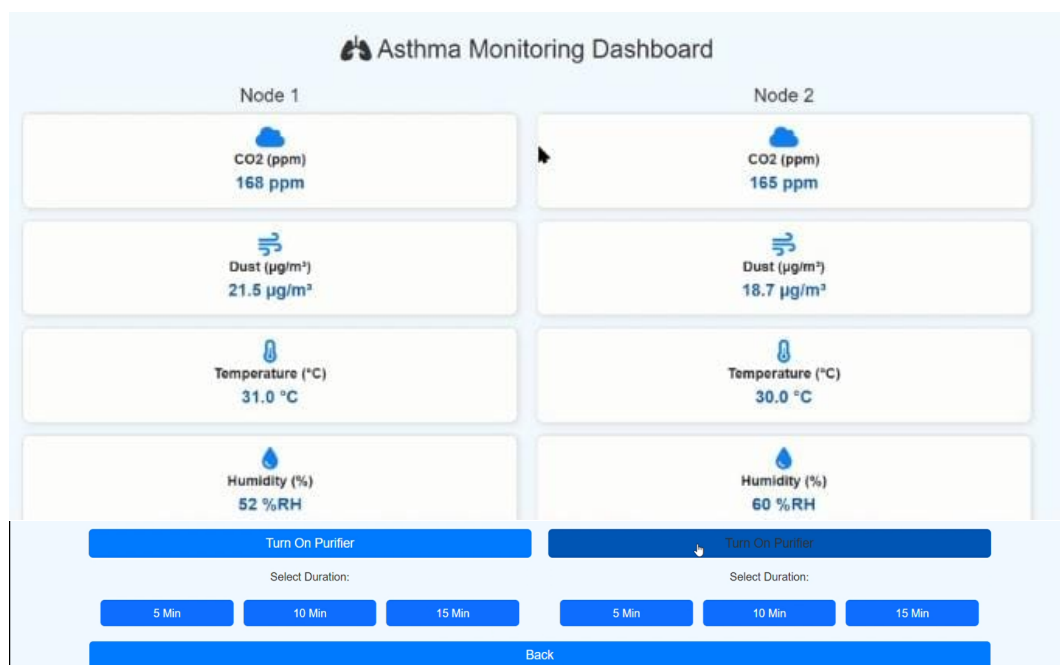 Asthma Monitoring Dashboard
Node 1
CO2 (ppm)
168 ppm
Dust (µg/m³)
21.5 µg/m³
Temperature (°C)
31.0 °C
Humidity (%)
52 %RH
Node 2
CO2 (ppm)
165 ppm
Dust (µg/m³)
18.7 µg/m³
Temperature (°C)
30.0 °C
Humidity (%)
60 %RH
Turn On Purifier
Select Duration:
5 Min 10 Min 15 Min
Turn On Purifier
Select Duration:
5 Min 10 Min 15 Min
Back